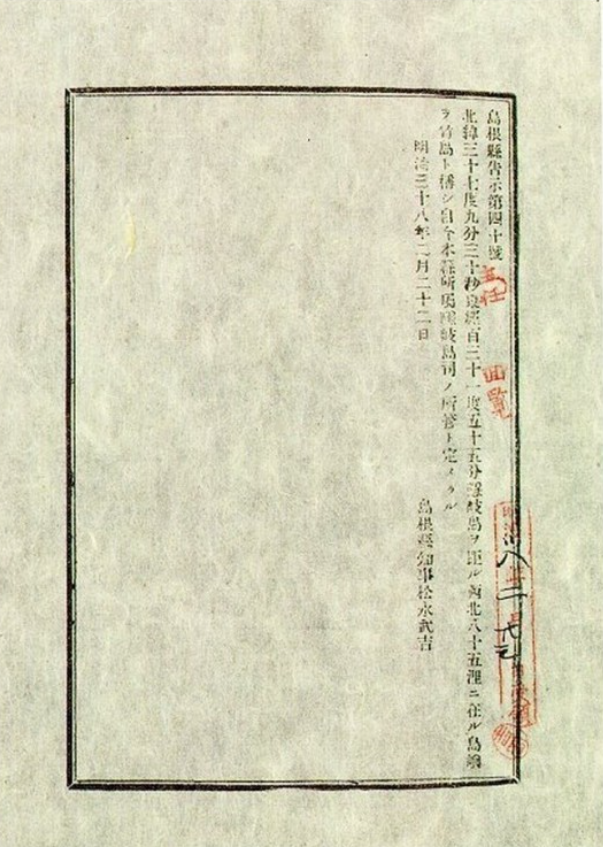 島根縣告示第四十號
北緯三十七度九分三十秒東經百三十一度五十五分隱岐島ヲ距ル西北八十五浬ニ在ル島嶼
ヲ竹島ト稱シ自今本縣所屬隱岐島司ノ所管ト定メラル
明治三十八年二月二十二日
島根縣知事松永武吉
主任
回覽